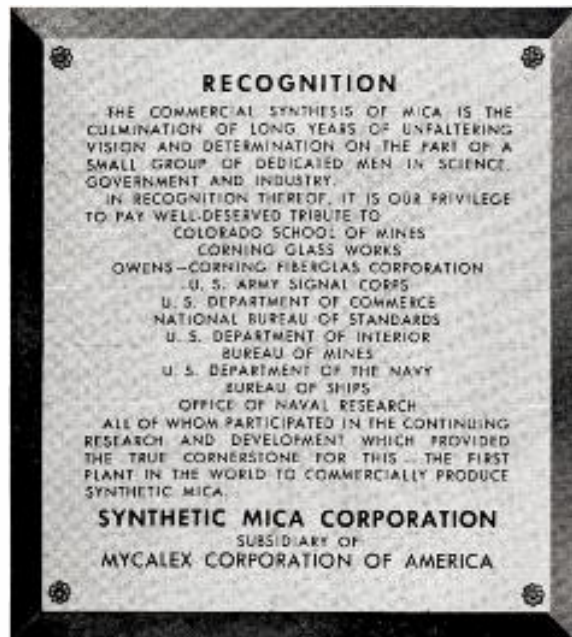 RECOGNITION
THE COMMERCIAL SYNTHESIS OF MICA IS THE
CULMINATION OF LONG YEARS OF UNFALTERING
VISION AND DETERMINATION ON THE PART OF A
SMALL GROUP OF DEDICATED MEN IN SCIENCE,
GOVERNMENT AND INDUSTRY.
IN RECOGNITION THEREOF, IT IS OUR PRIVILEGE
TO PAY WELL-DESERVED TRIBUTE TO
COLORADO SCHOOL OF MINES
CORNING GLASS WORKS
OWENS-CORNING FIBERGLAS CORPORATION
U. S. ARMY SIGNAL CORPS
U. S. DEPARTMENT OF COMMERCE
NATIONAL BUREAU OF STANDARDS
U. S. DEPARTMENT OF INTERIOR
BUREAU OF MINES
U. S. DEPARTMENT OF THE NAVY
BUREAU OF SHIPS
OFFICE OF NAVAL RESEARCH
ALL OF WHOM PARTICIPATED IN THE CONTINUING
RESEARCH AND DEVELOPMENT WHICH PROVIDED
THE TRUE CORNERSTONE FOR THIS ... THE FIRST
PLANT IN THE WORLD TO COMMERCIALLY PRODUCE
SYNTHETIC MICA.
SYNTHETIC MICA CORPORATION
SUBSIDIARY OF
MYCALEX CORPORATION OF AMERICA